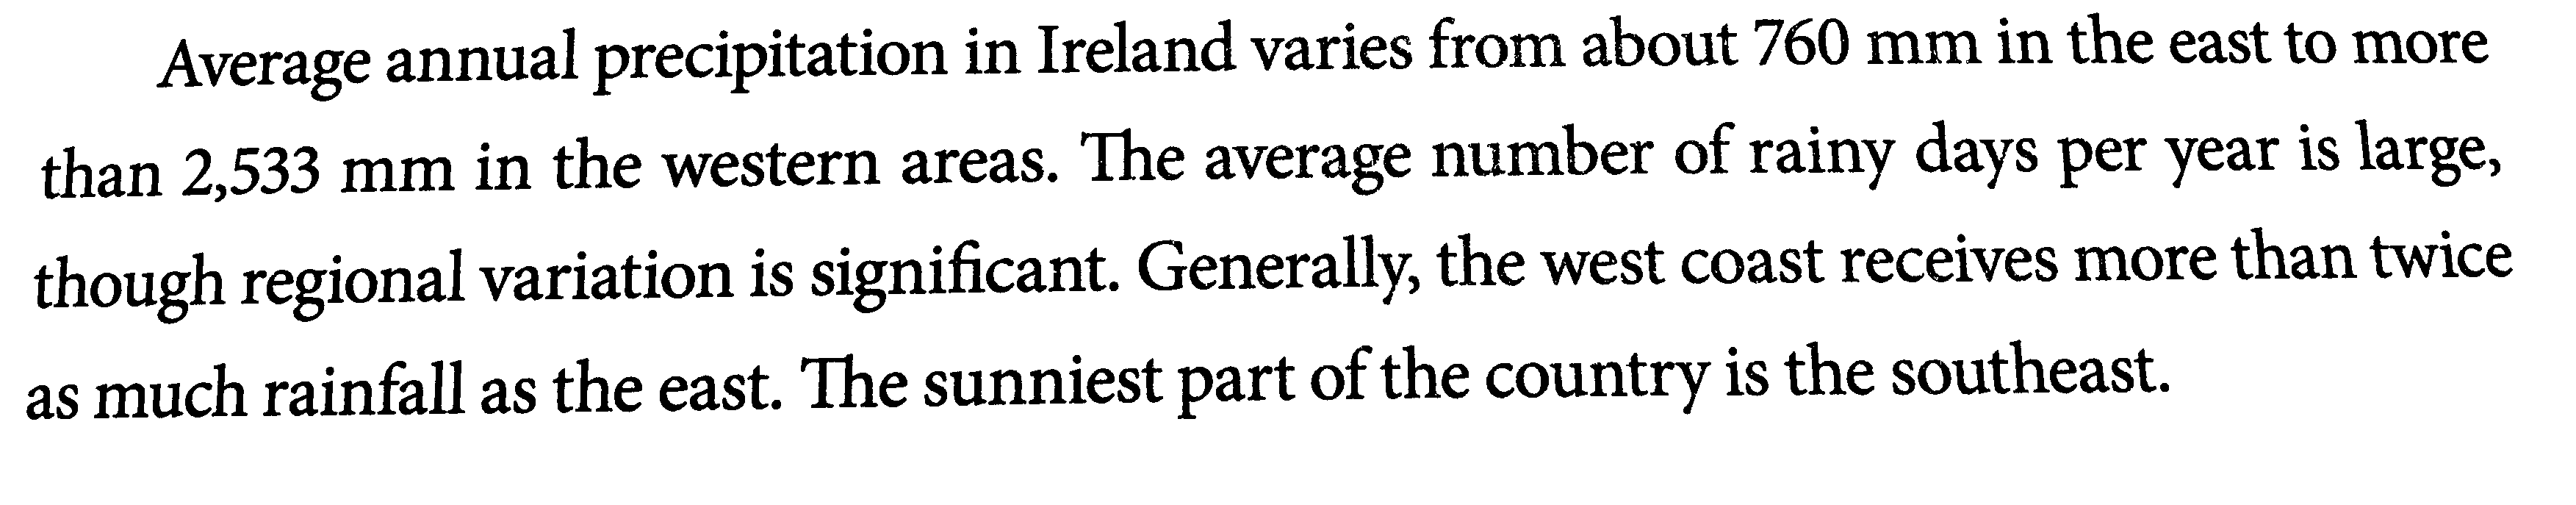 Average annual precipitation in Ireland varies from about 760 mm in the east to more
than 2,533 mm in the western areas. The average number of rainy days per year is large,
though regional variation is significant. Generally, the west coast receives more than twice
as much rainfall as the east. The sunniest part of the country is the southeast.